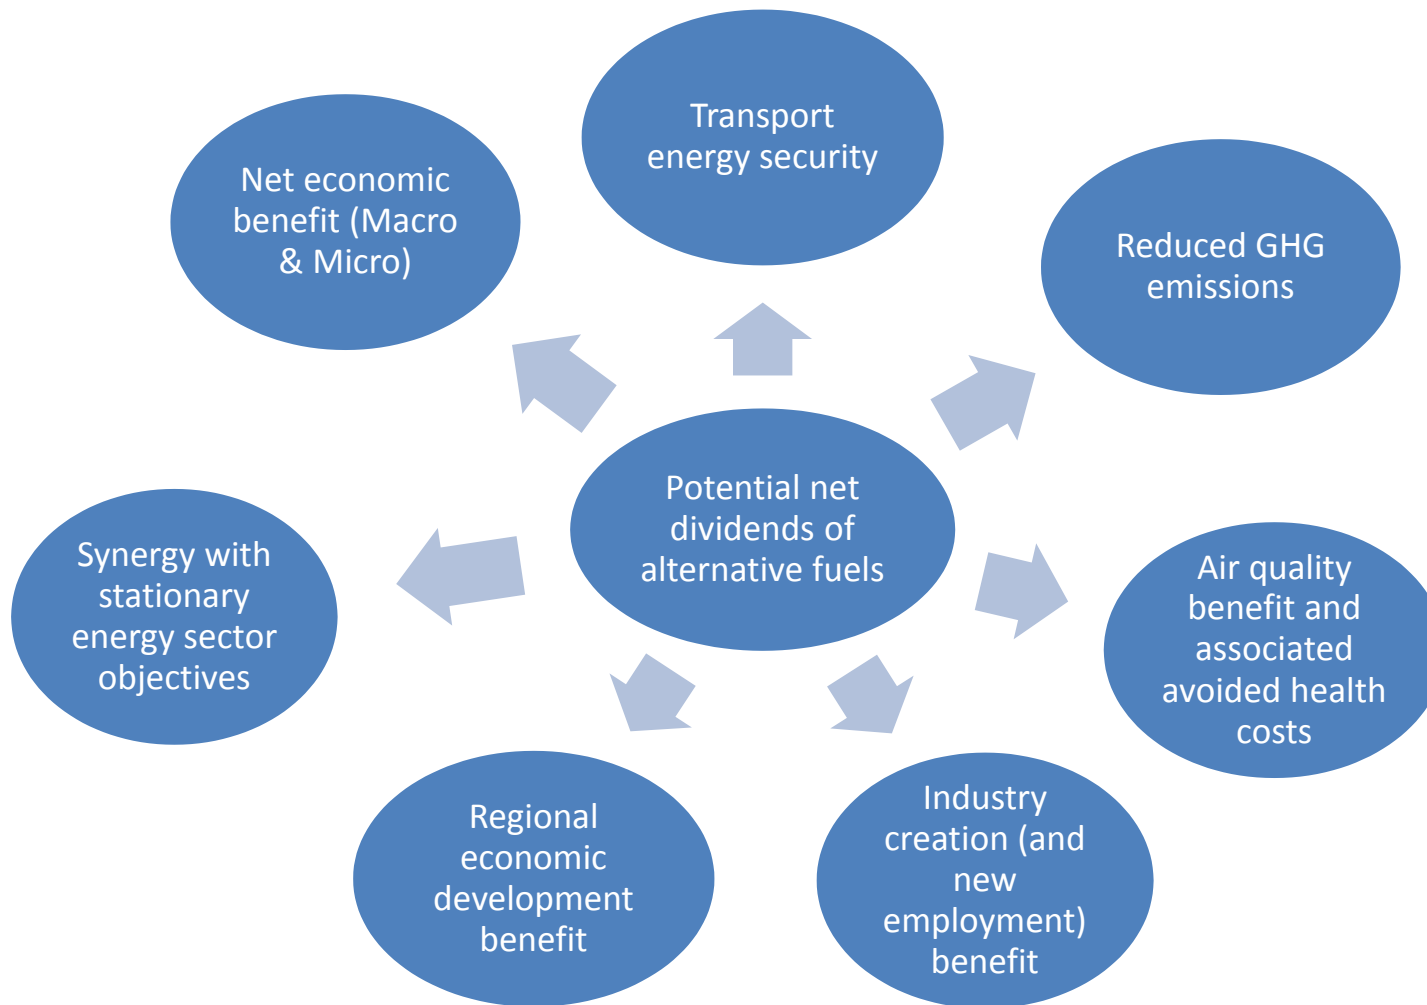 Transport
energy security
Net economic
benefit (Macro
& Micro)
Reduced GHG
emissions
Potential net
dividends of
alternative fuels
Synergy with
stationary
energy sector
objectives
Air quality
benefit and
associated
avoided health
costs
Regional
economic
development
benefit
Industry
creation (and
new
employment)
benefit